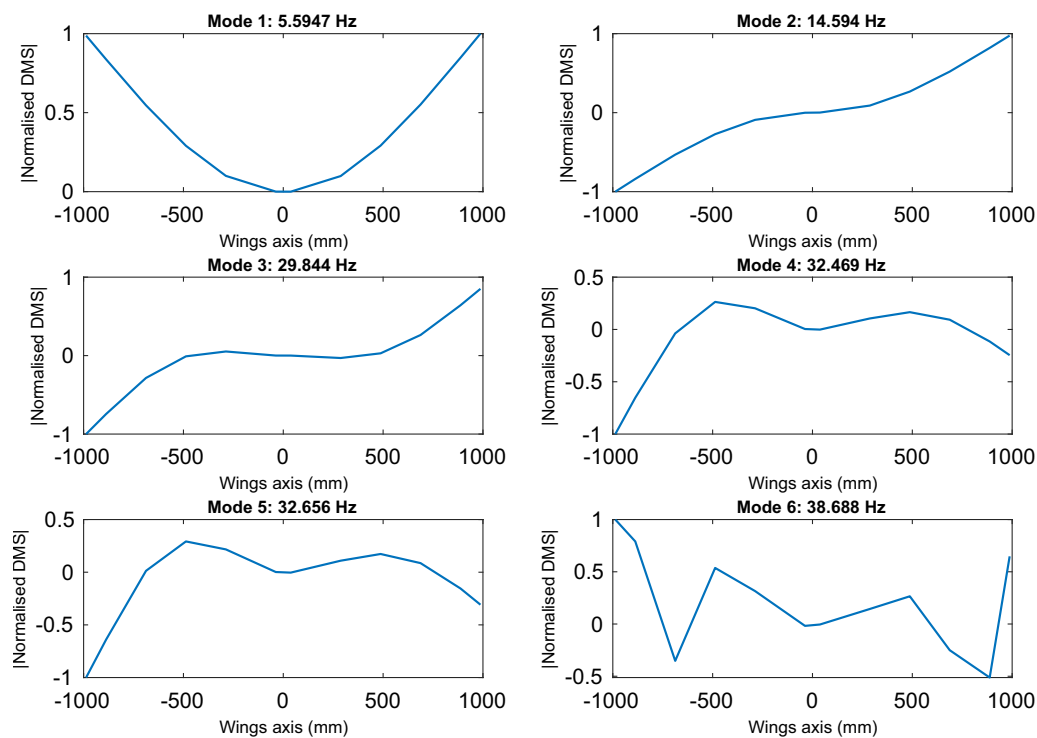 Mode 1: 5.5947 Hz
|Normalised DMS|
1
0.5
0
-1000 -500 0 500 1000
Wings axis (mm)
Mode 2: 14.594 Hz
|Normalised DMS|
1
0
-1
-1000 -500 0 500 1000
Wings axis (mm)
Mode 3: 29.844 Hz
|Normalised DMS|
1
0
-1
-1000 -500 0 500 1000
Wings axis (mm)
Mode 4: 32.469 Hz
|Normalised DMS|
0.5
0
-0.5
-1
-1000 -500 0 500 1000
Wings axis (mm)
Mode 5: 32.656 Hz
|Normalised DMS|
0.5
0
-0.5
-1
-1000 -500 0 500 1000
Wings axis (mm)
Mode 6: 38.688 Hz
|Normalised DMS|
1
0.5
0
-0.5
-1000 -500 0 500 1000
Wings axis (mm)